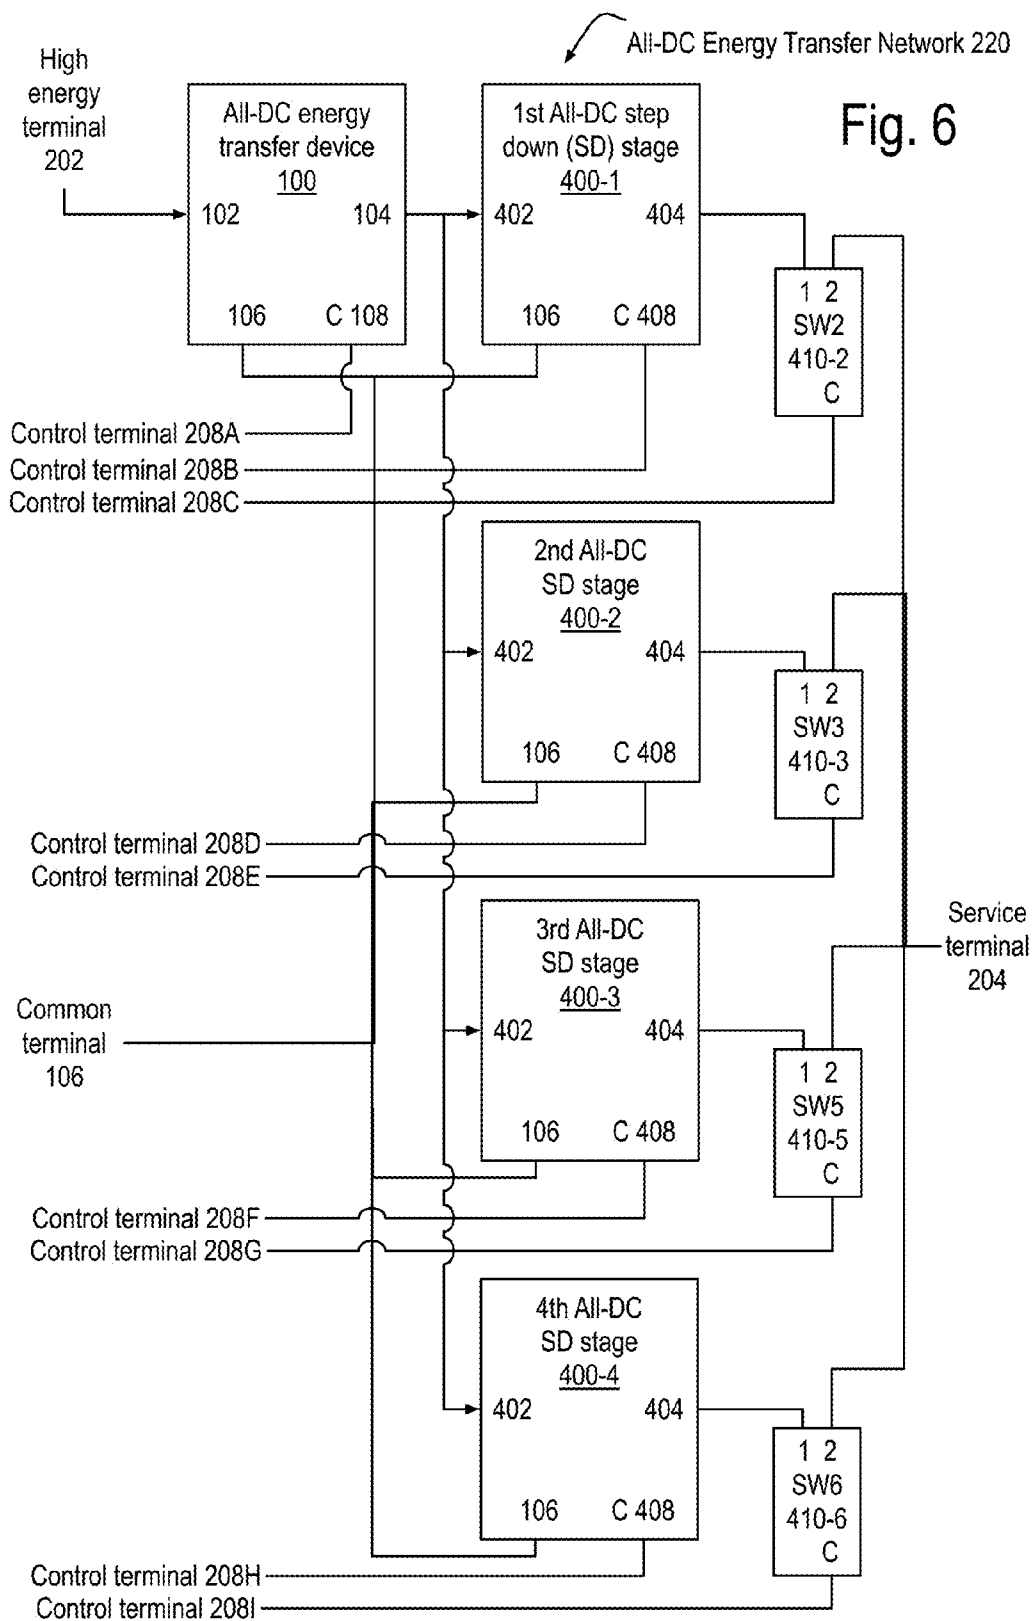 All-DC Energy Transfer Network 220
Fig. 6
High
energy
terminal
202
All-DC energy
transfer device
100
102 104
106 C 108
1st All-DC step
down (SD) stage
400-1
402 404
106 C 408
1 2
SW2
410-2
C
Control terminal 208A
Control terminal 208B
Control terminal 208C
2nd All-DC
SD stage
400-2
402 404
106 C 408
1 2
SW3
410-3
C
Control terminal 208D
Control terminal 208E
3rd All-DC
SD stage
400-3
402 404
106 C 408
Service
terminal
204
Common
terminal
106
1 2
SW5
410-5
C
Control terminal 208F
Control terminal 208G
4th All-DC
SD stage
400-4
402 404
106 C 408
1 2
SW6
410-6
C
Control terminal 208H
Control terminal 208I